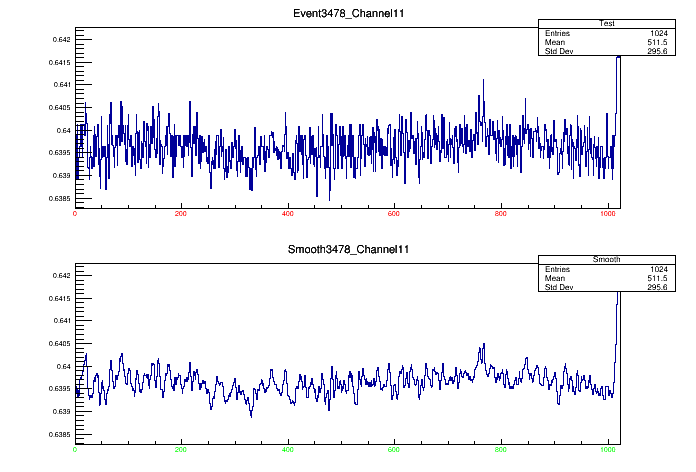 Event3478_Channel11
Test
Entries 1024
Mean 511.5
Std Dev 295.6
0.642
0.6415
0.641
0.6405
0.64
0.6395
0.639
0.6385
0 200 400 600 800 1000
Smooth3478_Channel11
Smooth
Entries 1024
Mean 511.5
Std Dev 295.6
0.642
0.6415
0.641
0.6405
0.64
0.6395
0.639
0.6385
0 200 400 600 800 1000